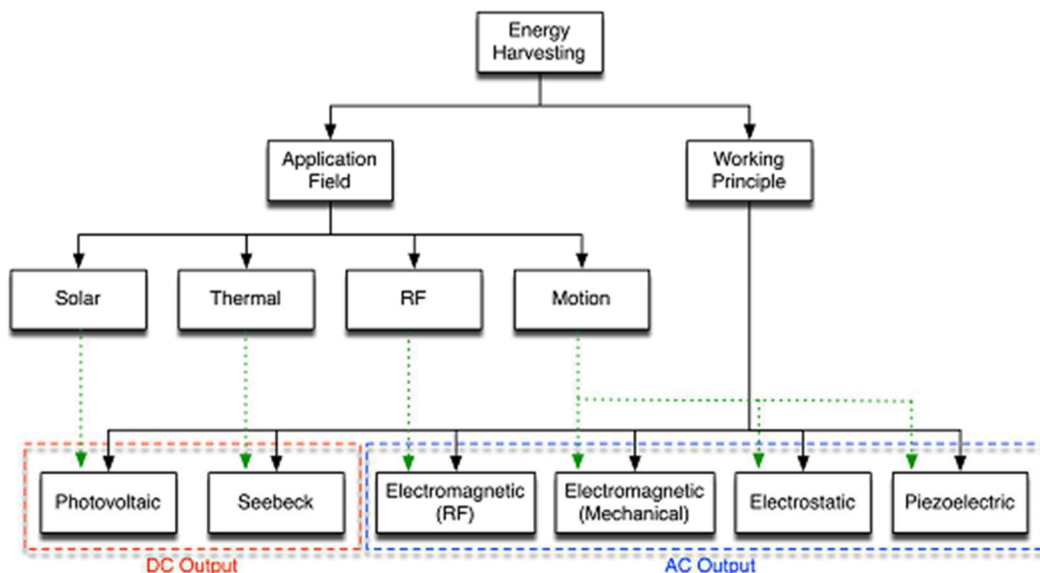 Energy
Harvesting
Application
Field
Working
Principle
Solar
Thermal
RF
Motion
Photovoltaic
Seebeck
Electromagnetic
(RF)
Electromagnetic
(Mechanical)
Electrostatic
Piezoelectric
DC Output
AC Output